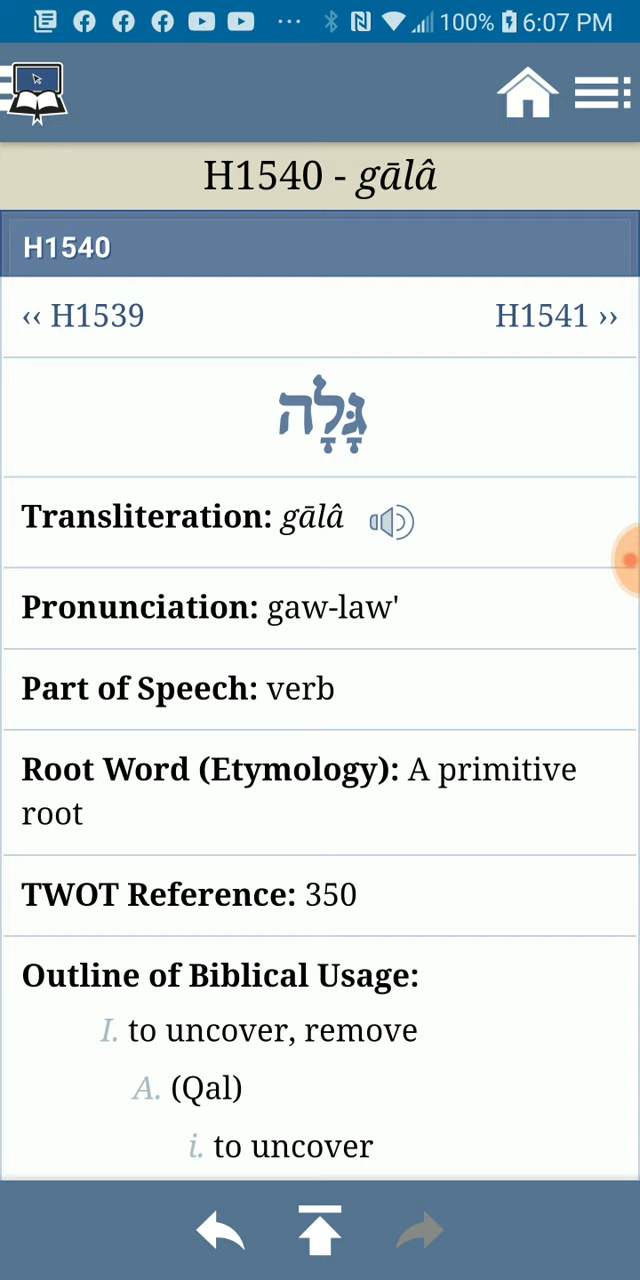 100% 6:07 PM
H1540 - gālâ
H1540
‹‹ H1539 H1541 ››
גָּלָה
Transliteration: gālâ
Pronunciation: gaw-law'
Part of Speech: verb
Root Word (Etymology): A primitive
root
TWOT Reference: 350
Outline of Biblical Usage:
I. to uncover, remove
A. (Qal)
i. to uncover